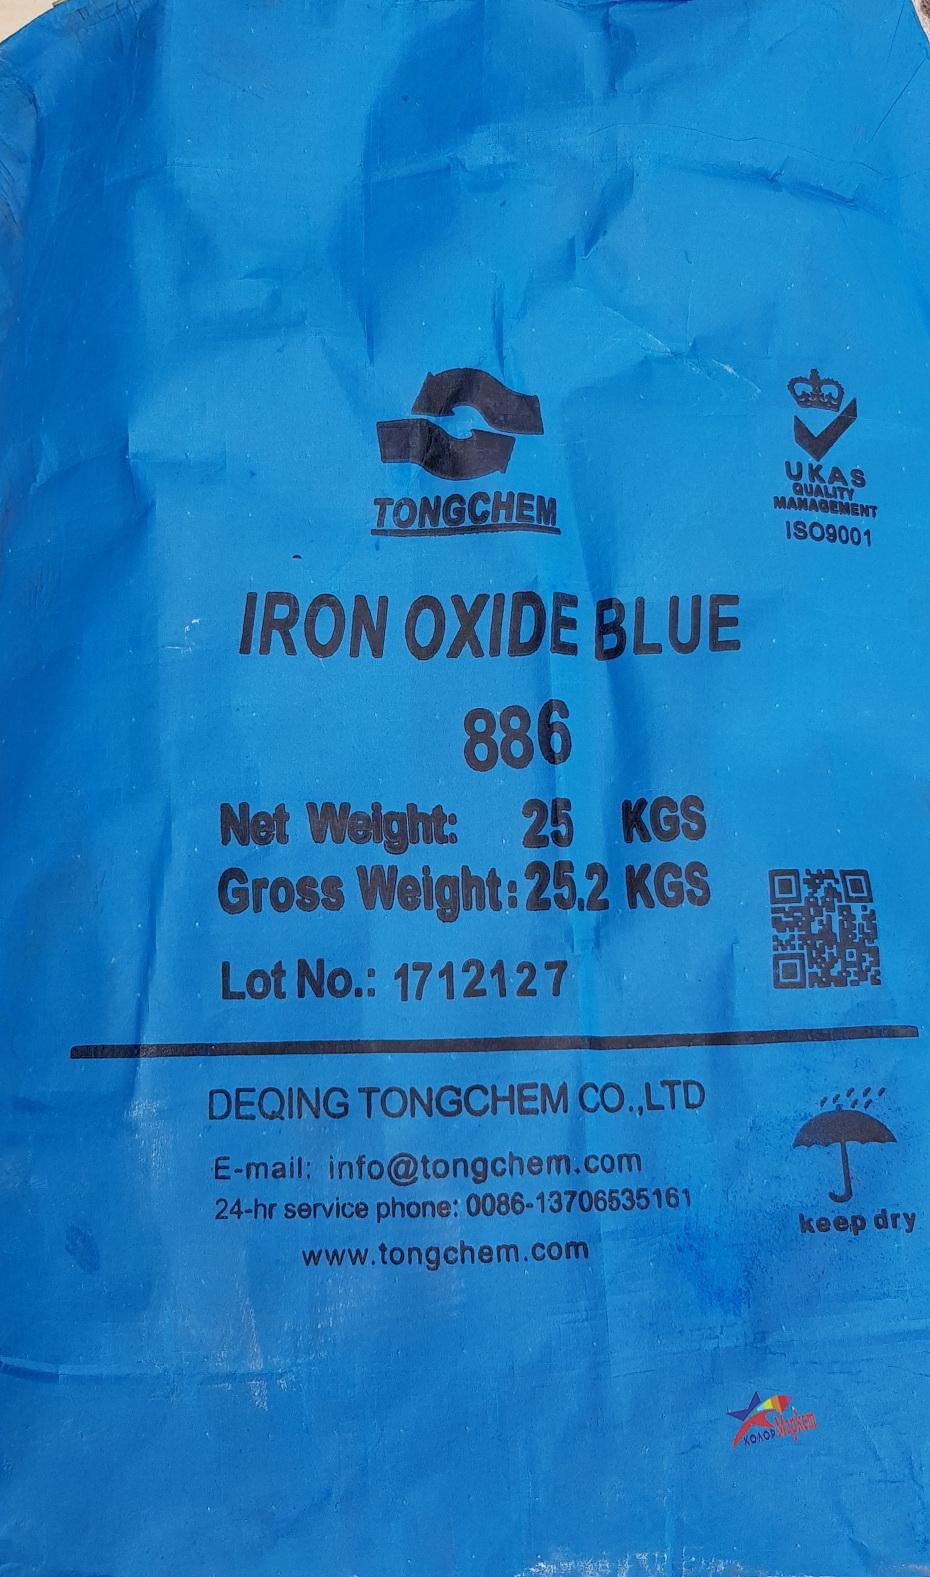 TONGCHEM
UKAS
QUALITY
MANAGEMENT
ISO9001
IRON OXIDE BLUE
886
Net Weight: 25 KGS
Gross Weight: 25.2 KGS
Lot No.: 1712127
DEQING TONGCHEM CO.,LTD
E-mail: info@tongchem.com
24-hr service phone: 0086-13706535161
www.tongchem.com
keep dry
КОЛОР Маркет